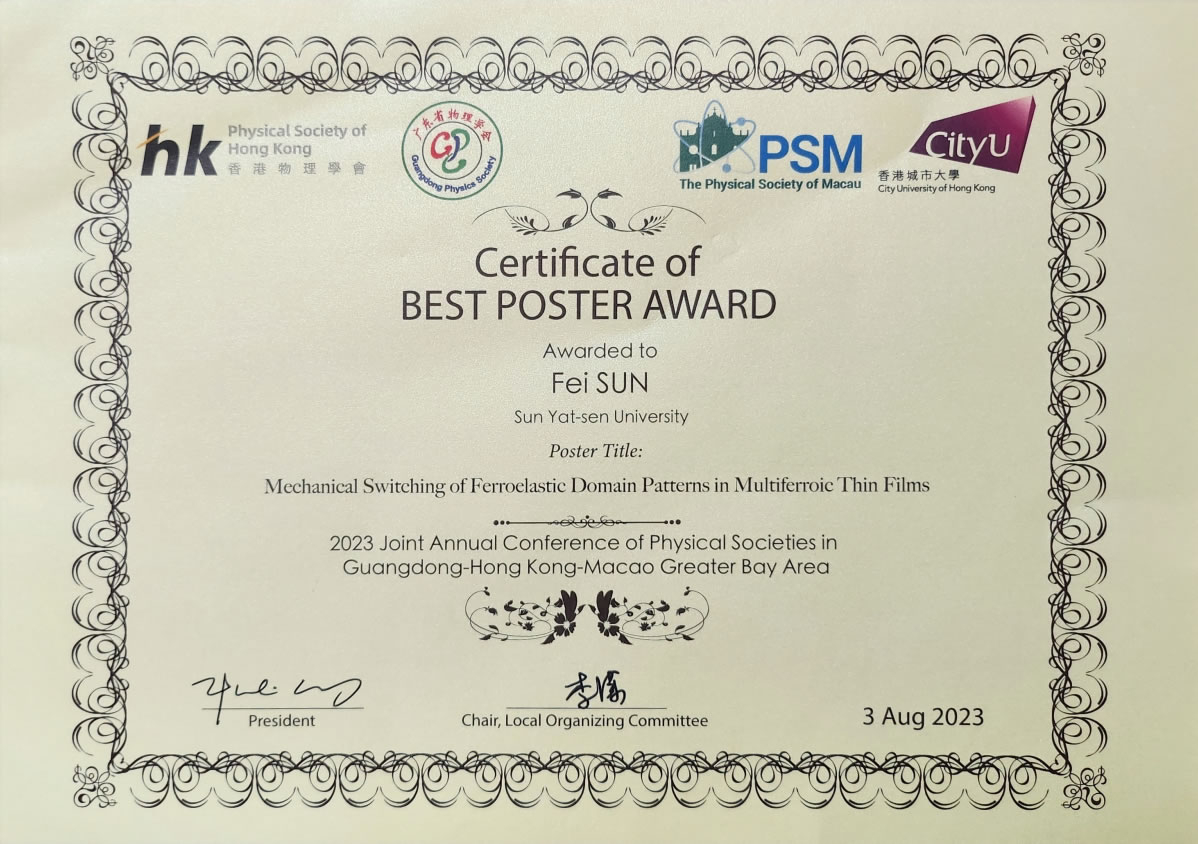 hk
Physical Society of
Hong Kong
香港物理學會
广东省物理学会
Guangdong Physics Society
PSM
The Physical Society of Macau
CityU
香港城市大學
City University of Hong Kong
Certificate of
BEST POSTER AWARD
Awarded to
Fei SUN
Sun Yat-sen University
Poster Title:
Mechanical Switching of Ferroelastic Domain Patterns in Multiferroic Thin Films
2023 Joint Annual Conference of Physical Societies in
Guangdong-Hong Kong-Macao Greater Bay Area
President
Chair, Local Organizing Committee
3 Aug 2023